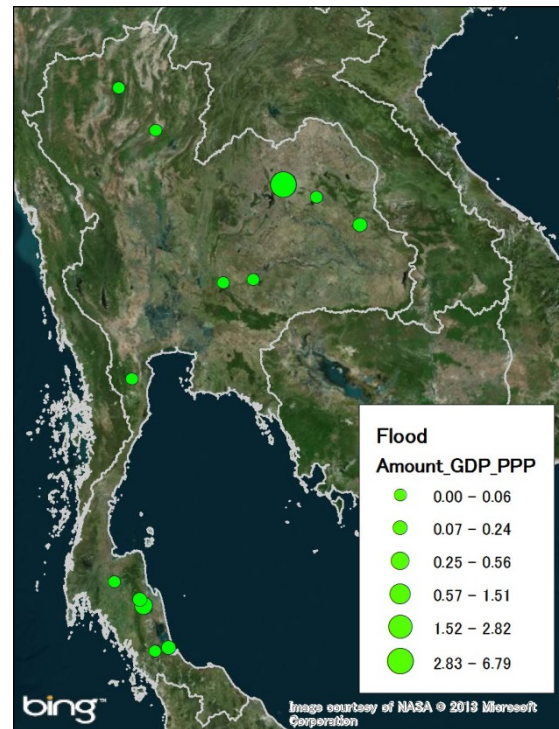 Flood
Amount_GDP_PPP
0.00 - 0.06
0.07 - 0.24
0.25 - 0.56
0.57 - 1.51
1.52 - 2.82
2.83 - 6.79
bing™
Image courtesy of NASA © 2013 Microsoft
Corporation